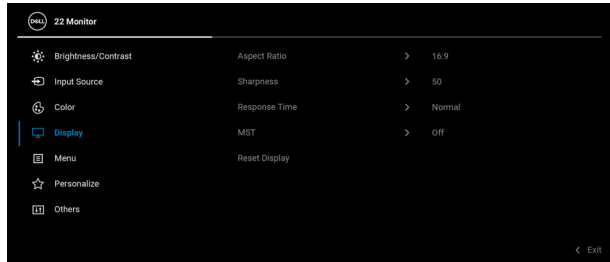 DELL 22 Monitor
Brightness/Contrast Aspect Ratio > 16:9
Input Source Sharpness > 50
Color Response Time > Normal
Display MST > Off
Menu Reset Display
Personalize
Others
< Exit